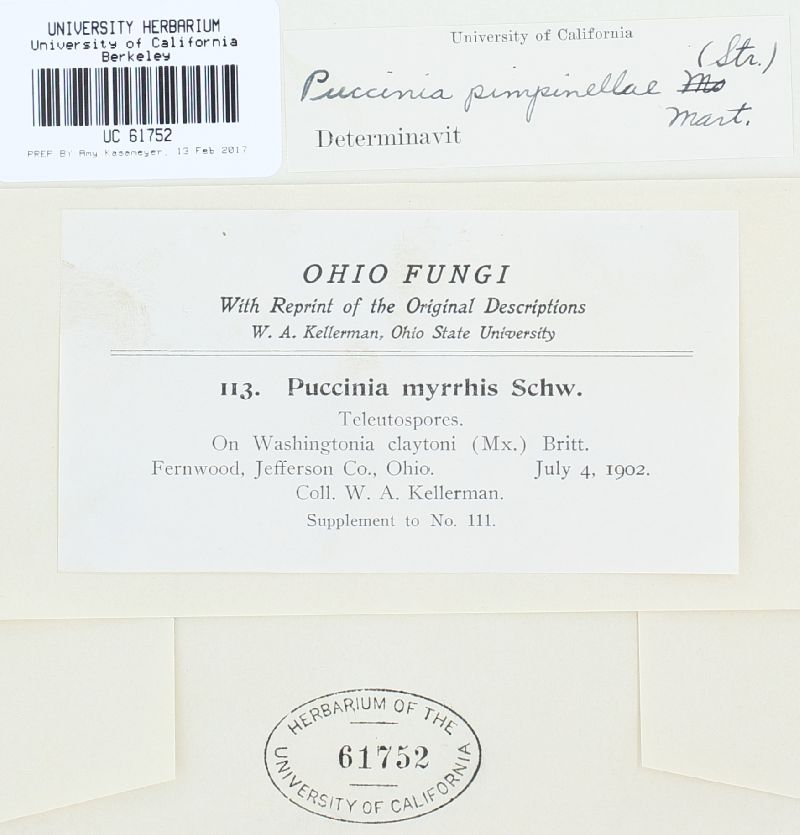 UNIVERSITY HERBARIUM
University of California
Berkeley
UC 61752
PREP BY Amy Kasameyer, 13 Feb 2017
University of California
Puccinia pimpinellae (Str.)
Mart.
Determinavit
OHIO FUNGI
With Reprint of the Original Descriptions
W. A. Kellerman, Ohio State University
113. Puccinia myrrhis Schw.
Teleutospores.
On Washingtonia claytoni (Mx.) Britt.
Fernwood, Jefferson Co., Ohio. July 4, 1902.
Coll. W. A. Kellerman.
Supplement to No. 111.
HERBARIUM OF THE
61752
UNIVERSITY OF CALIFORNIA